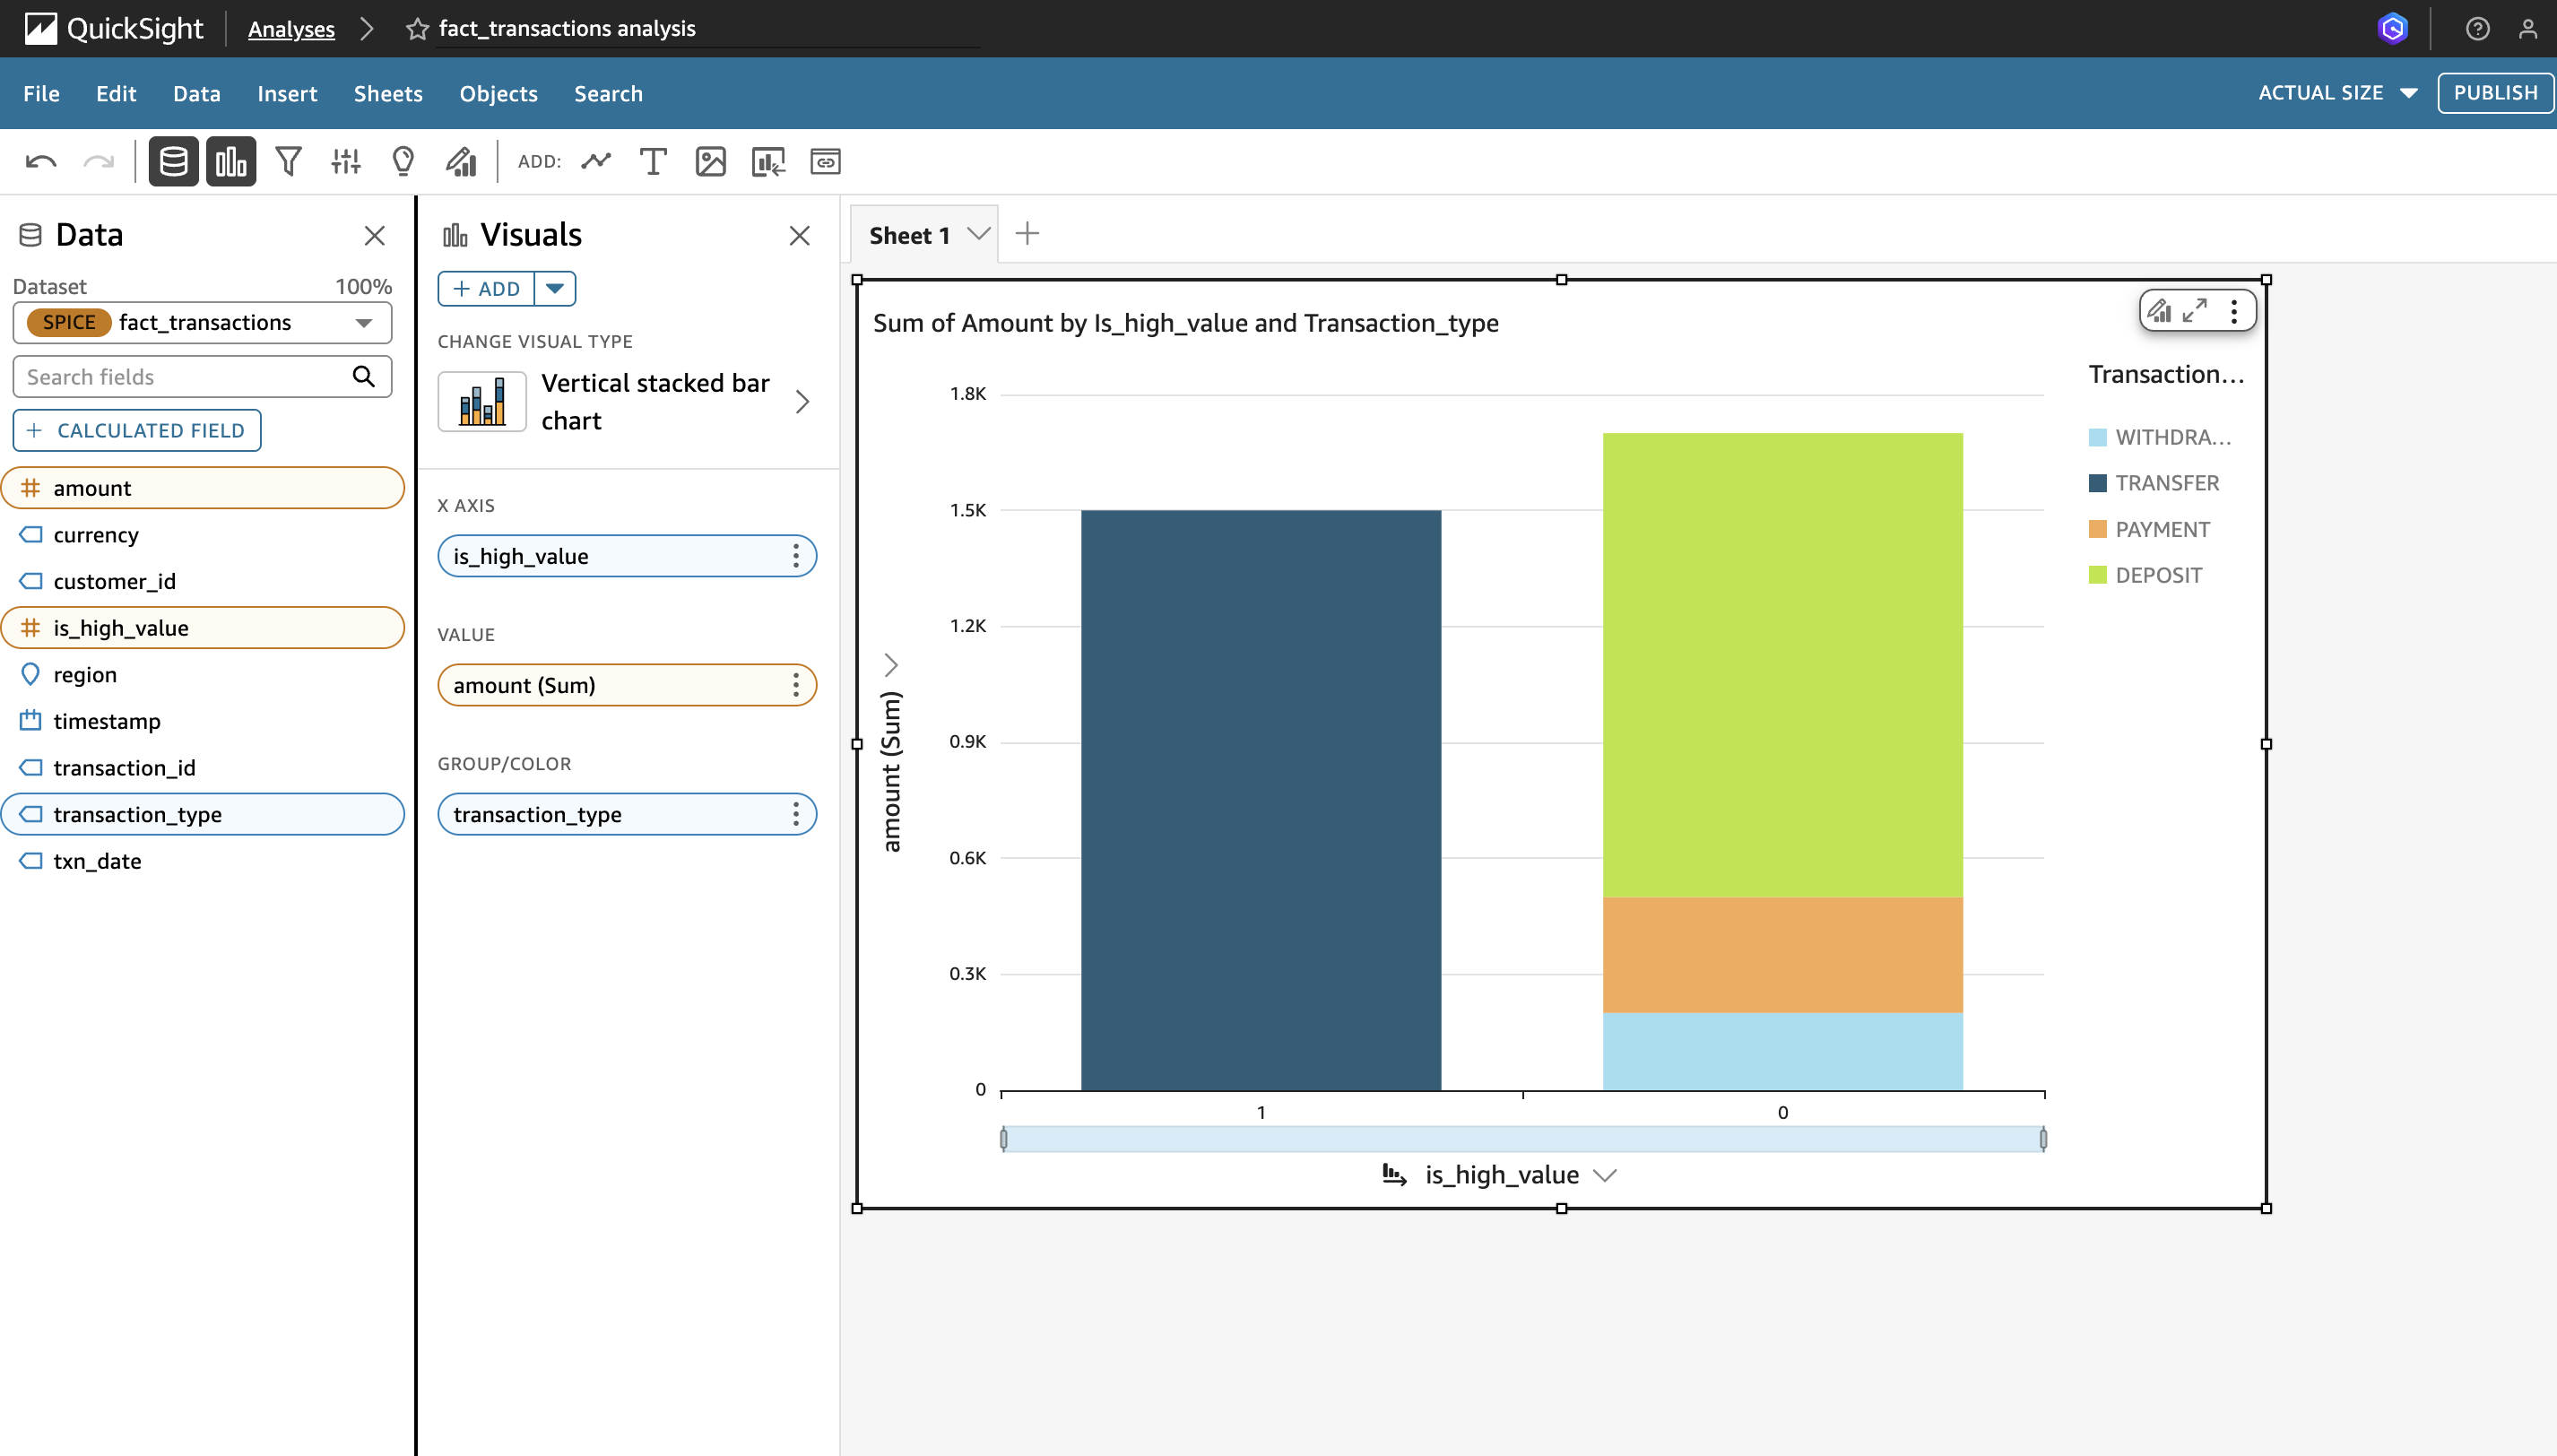 QuickSight
Analyses
fact_transactions analysis
File Edit Data Insert Sheets Objects Search
ACTUAL SIZE
PUBLISH
ADD:
Data
Dataset 100%
SPICE fact_transactions
Search fields
+ CALCULATED FIELD
amount
currency
customer_id
is_high_value
region
timestamp
transaction_id
transaction_type
txn_date
Visuals
+ ADD
CHANGE VISUAL TYPE
Vertical stacked bar
chart
X AXIS
is_high_value
VALUE
amount (Sum)
GROUP/COLOR
transaction_type
Sheet 1
Sum of Amount by Is_high_value and Transaction_type
amount (Sum)
1.8K
1.5K
1.2K
0.9K
0.6K
0.3K
0
1 0
is_high_value
Transaction...
WITHDRA...
TRANSFER
PAYMENT
DEPOSIT